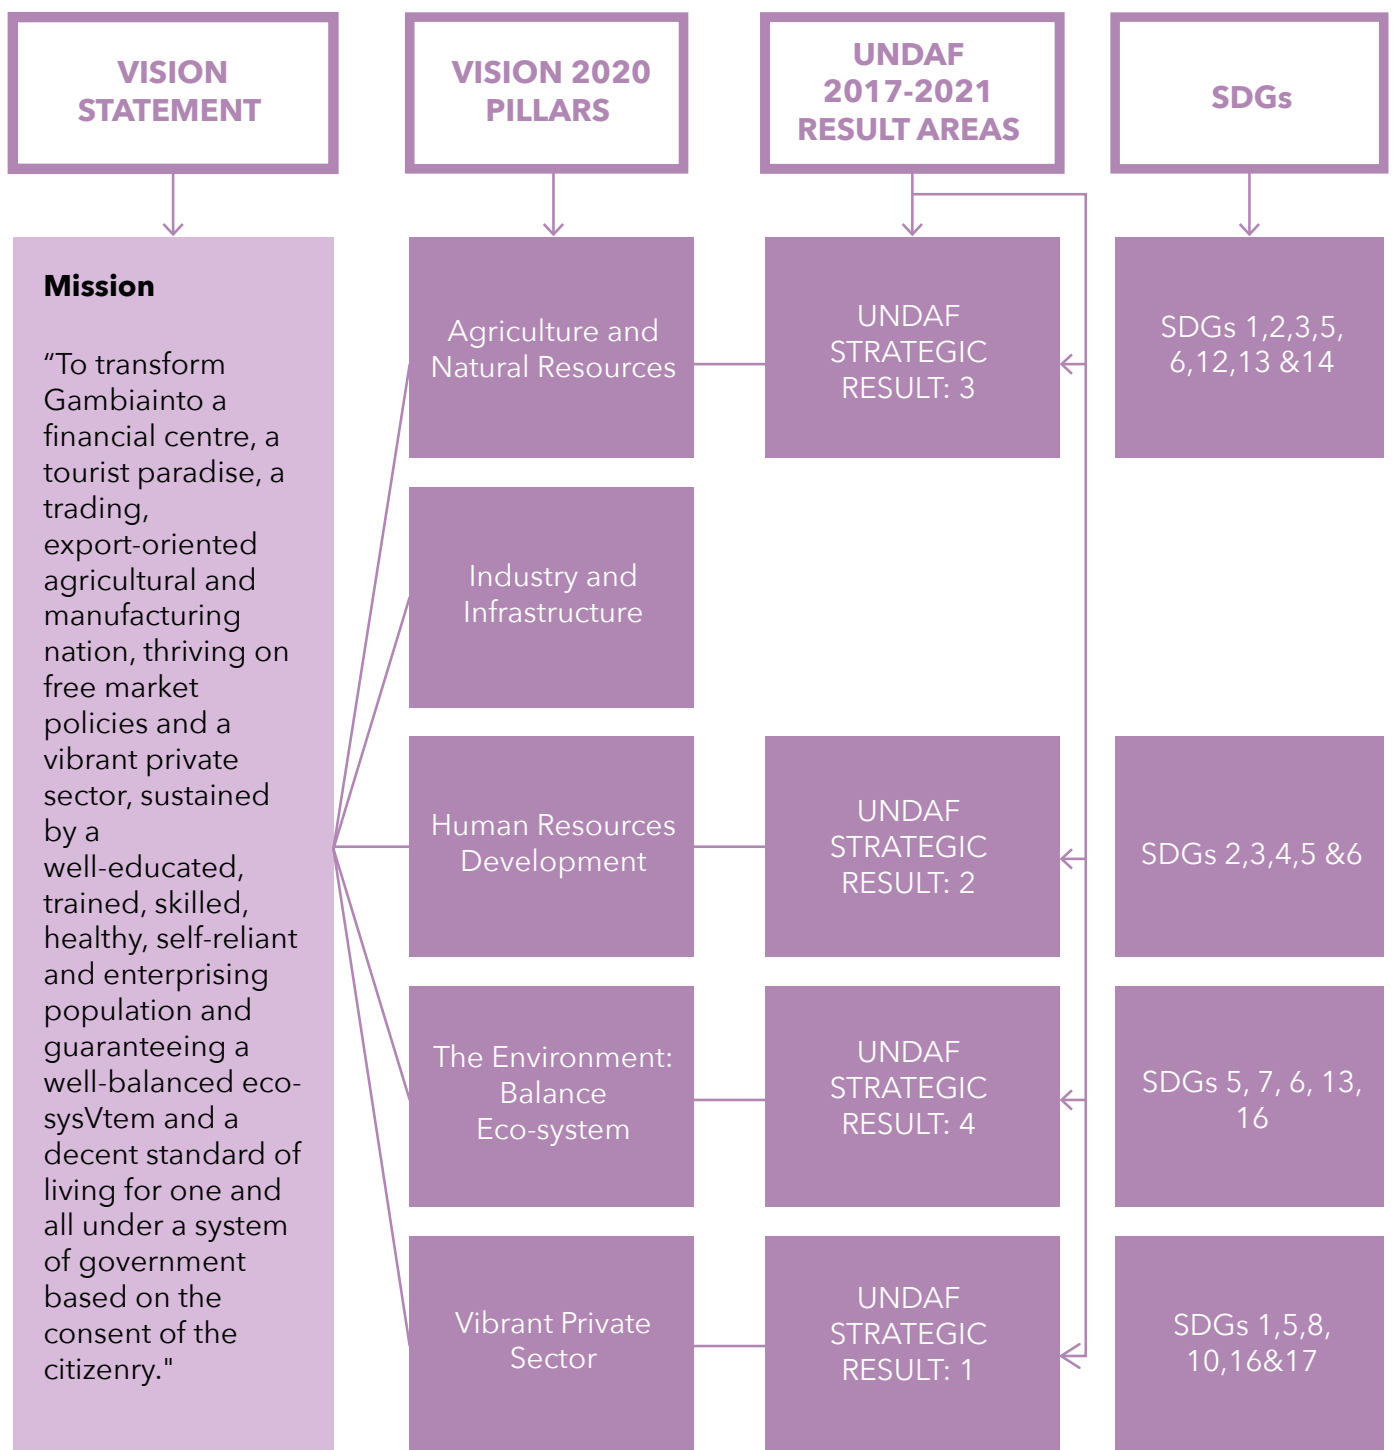 VISION
STATEMENT
VISION 2020
PILLARS
UNDAF
2017-2021
RESULT AREAS
SDGs
Mission
“To transform
Gambiainto a
financial centre, a
tourist paradise, a
trading,
export-oriented
agricultural and
manufacturing
nation, thriving on
free market
policies and a
vibrant private
sector, sustained
by a
well-educated,
trained, skilled,
healthy, self-reliant
and enterprising
population and
guaranteeing a
well-balanced eco-
sysVtem and a
decent standard of
living for one and
all under a system
of government
based on the
consent of the
citizenry."
Agriculture and
Natural Resources
UNDAF
STRATEGIC
RESULT: 3
SDGs 1,2,3,5,
6,12,13 &14
Industry and
Infrastructure
Human Resources
Development
UNDAF
STRATEGIC
RESULT: 2
SDGs 2,3,4,5 &6
The Environment:
Balance
Eco-system
UNDAF
STRATEGIC
RESULT: 4
SDGs 5, 7, 6, 13,
16
Vibrant Private
Sector
UNDAF
STRATEGIC
RESULT: 1
SDGs 1,5,8,
10,16&17